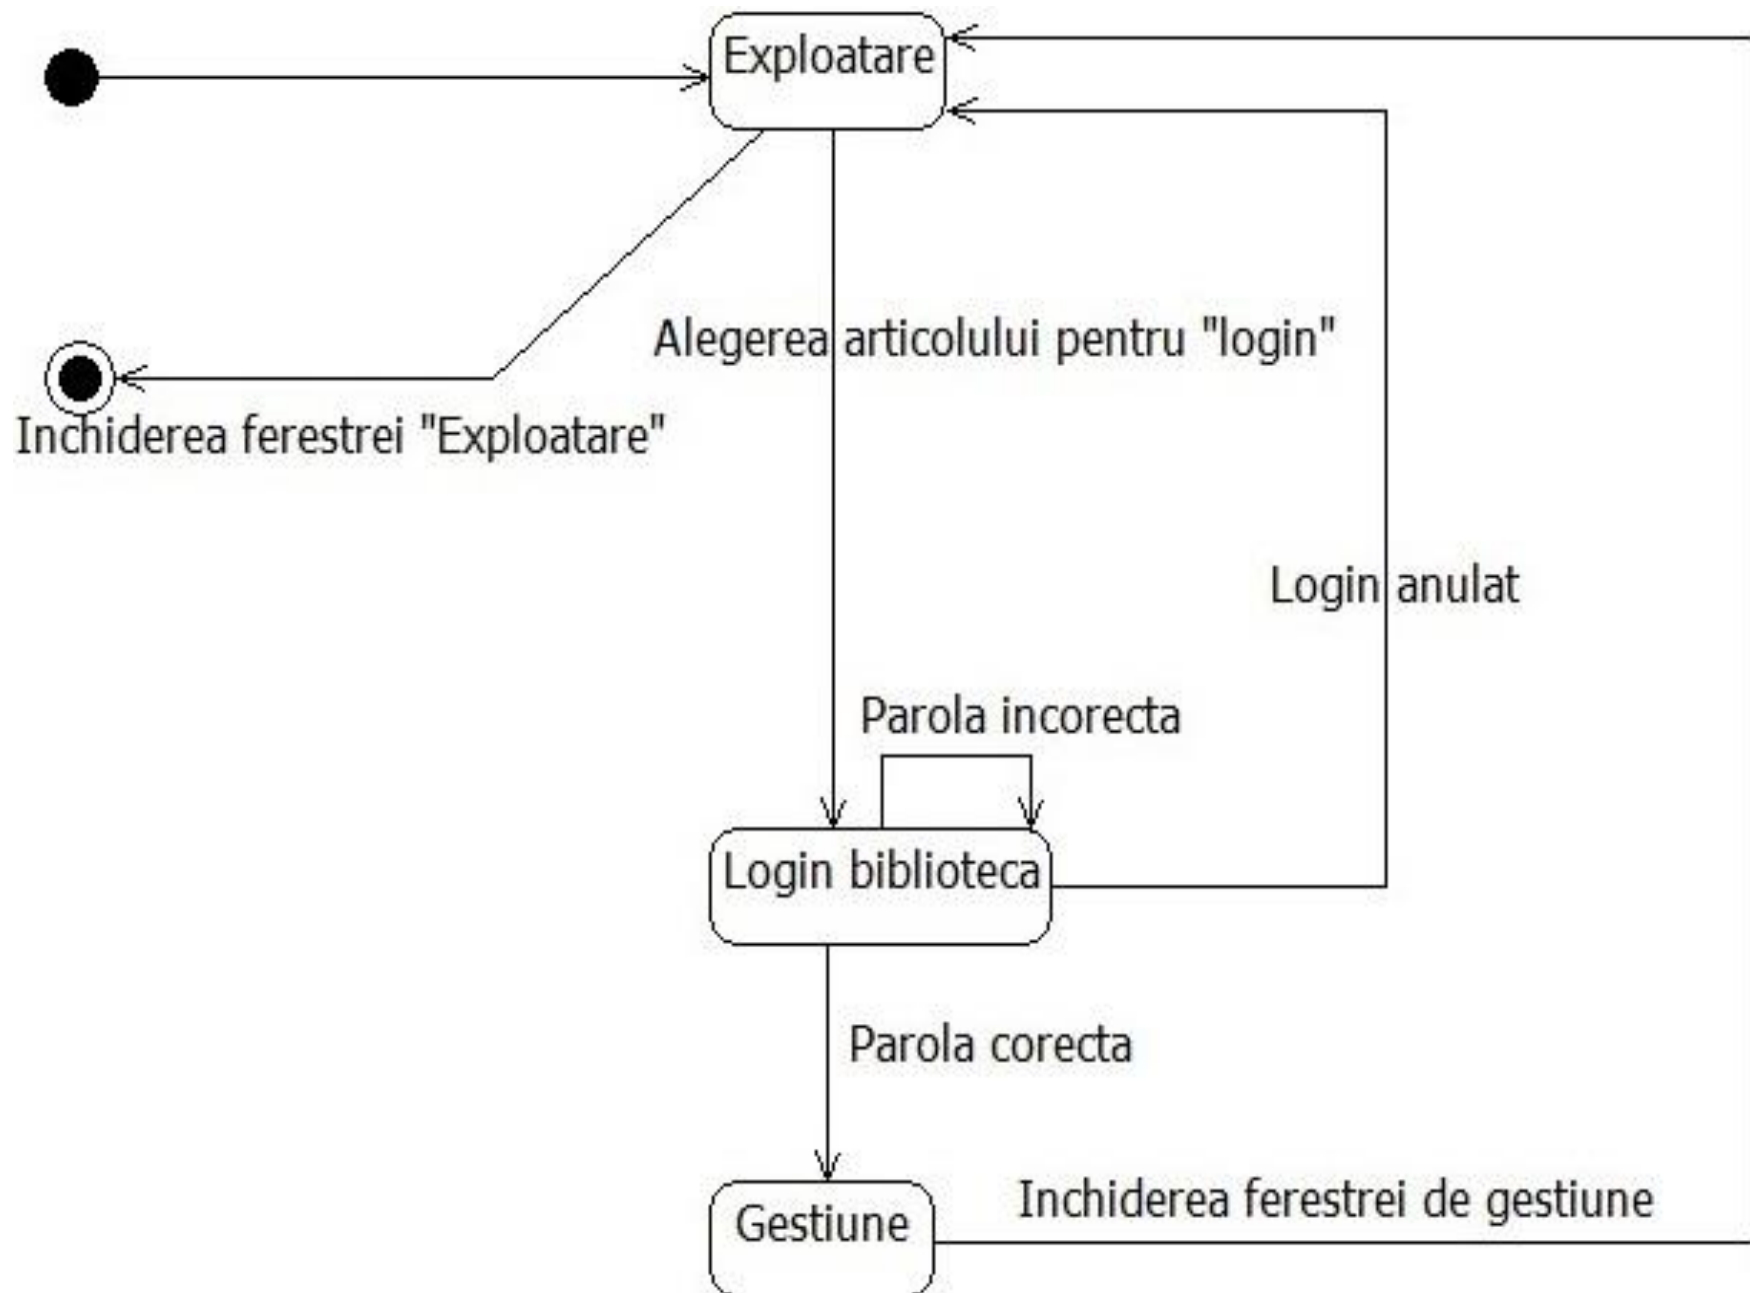 Exploatare
Alegerea articolului pentru "login"
Inchiderea ferestrei "Exploatare"
Login anulat
Parola incorecta
Login biblioteca
Parola corecta
Inchiderea ferestrei de gestiune
Gestiune